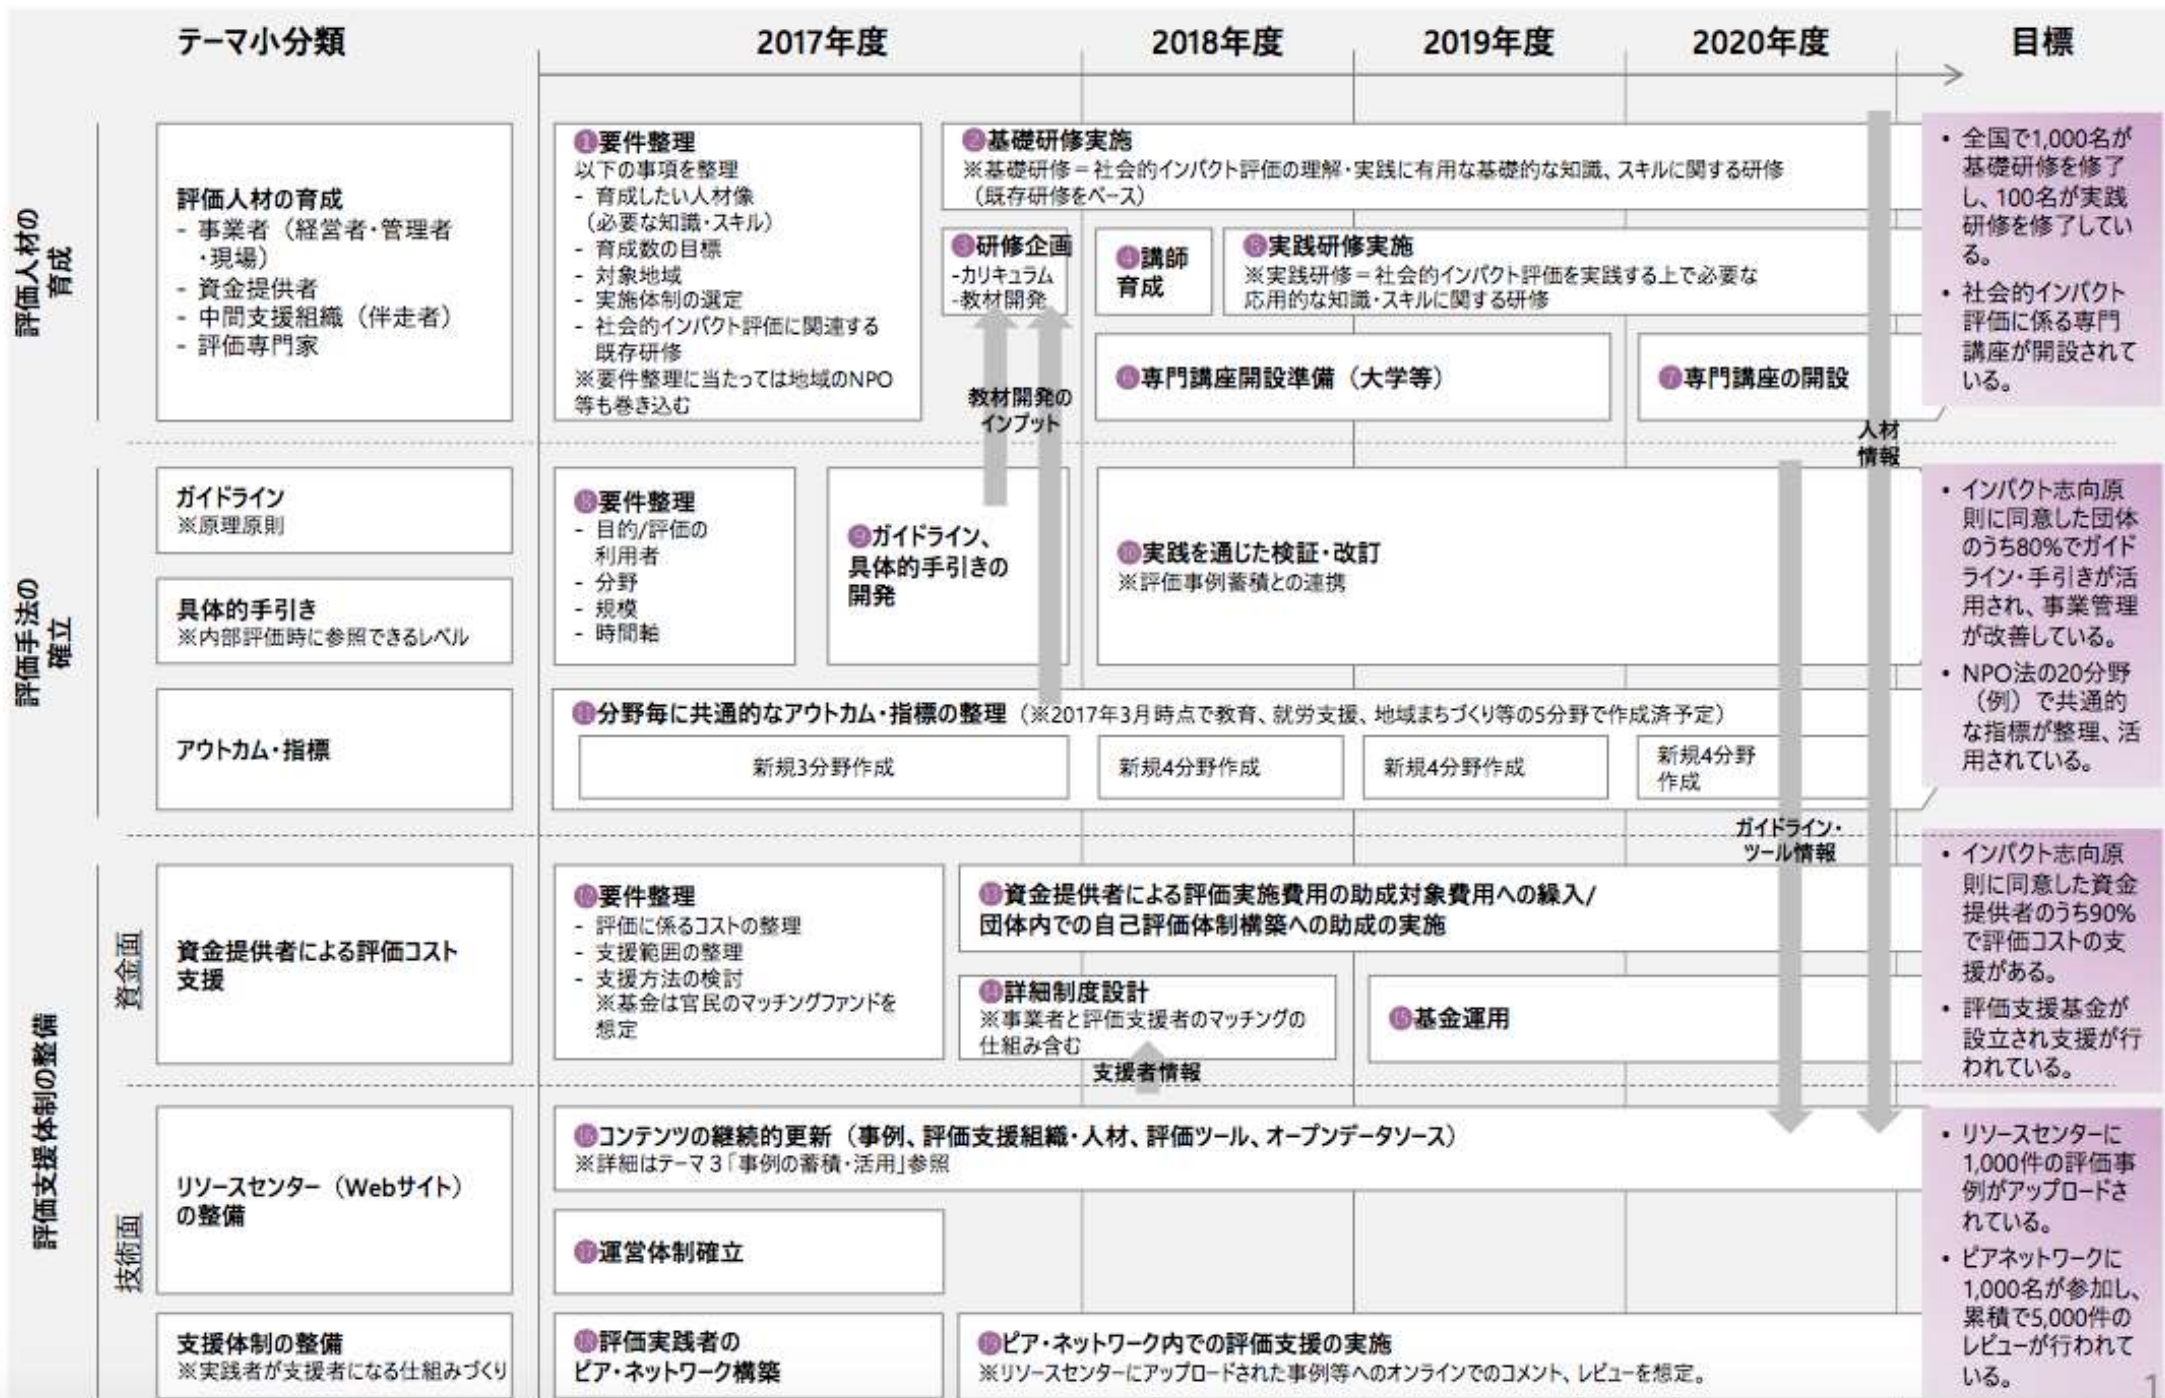 テーマ小分類
2017年度
2018年度
2019年度
2020年度
目標
評価人材の
育成
評価人材の育成
- 事業者（経営者・管理者
・現場）
- 資金提供者
- 中間支援組織（伴走者）
- 評価専門家
❶要件整理
以下の事項を整理
- 育成したい人材像
（必要な知識・スキル）
- 育成数の目標
- 対象地域
- 実施体制の選定
- 社会的インパクト評価に関連する
既存研修
※要件整理に当たっては地域のNPO
等も巻き込む
❷基礎研修実施
※基礎研修＝社会的インパクト評価の理解・実践に有用な基礎的な知識、スキルに関する研修
（既存研修をベース）
❸研修企画
-カリキュラム
-教材開発
❹講師
育成
❺実践研修実施
※実践研修＝社会的インパクト評価を実践する上で必要な
応用的な知識・スキルに関する研修
❻専門講座開設準備（大学等）
❼専門講座の開設
教材開発の
インプット
人材
情報
• 全国で1,000名が
基礎研修を修了
し、100名が実践
研修を修了してい
る。
• 社会的インパクト
評価に係る専門
講座が開設されて
いる。
評価手法の
確立
ガイドライン
※原理原則
具体的手引き
※内部評価時に参照できるレベル
アウトカム・指標
❽要件整理
- 目的/評価の
利用者
- 分野
- 規模
- 時間軸
❾ガイドライン、
具体的手引きの
開発
❿実践を通じた検証・改訂
※評価事例蓄積との連携
⓫分野毎に共通的なアウトカム・指標の整理（※2017年3月時点で教育、就労支援、地域まちづくり等の5分野で作成済予定）
新規3分野作成
新規4分野作成
新規4分野作成
新規4分野
作成
ガイドライン・
ツール情報
• インパクト志向原
則に同意した団体
のうち80%でガイド
ライン・手引きが活
用され、事業管理
が改善している。
• NPO法の20分野
（例）で共通的
な指標が整理、活
用されている。
評価支援体制の整備
資金面
資金提供者による評価コスト
支援
⓬要件整理
- 評価に係るコストの整理
- 支援範囲の整理
- 支援方法の検討
※基金は官民のマッチングファンドを
想定
⓭資金提供者による評価実施費用の助成対象費用への繰入/
団体内での自己評価体制構築への助成の実施
⓮詳細制度設計
※事業者と評価支援者のマッチングの
仕組み含む
⓯基金運用
支援者情報
• インパクト志向原
則に同意した資金
提供者のうち90%
で評価コストの支
援がある。
• 評価支援基金が
設立され支援が行
われている。
技術面
リソースセンター（Webサイト）
の整備
⓰コンテンツの継続的更新（事例、評価支援組織・人材、評価ツール、オープンデータソース）
※詳細はテーマ３「事例の蓄積・活用」参照
⓱運営体制確立
支援体制の整備
※実践者が支援者になる仕組みづくり
⓲評価実践者の
ピア・ネットワーク構築
⓳ピア・ネットワーク内での評価支援の実施
※リソースセンターにアップロードされた事例等へのオンラインでのコメント、レビューを想定。
• リソースセンターに
1,000件の評価事
例がアップロードさ
れている。
• ピアネットワークに
1,000名が参加し、
累積で5,000件の
レビューが行われて
いる。